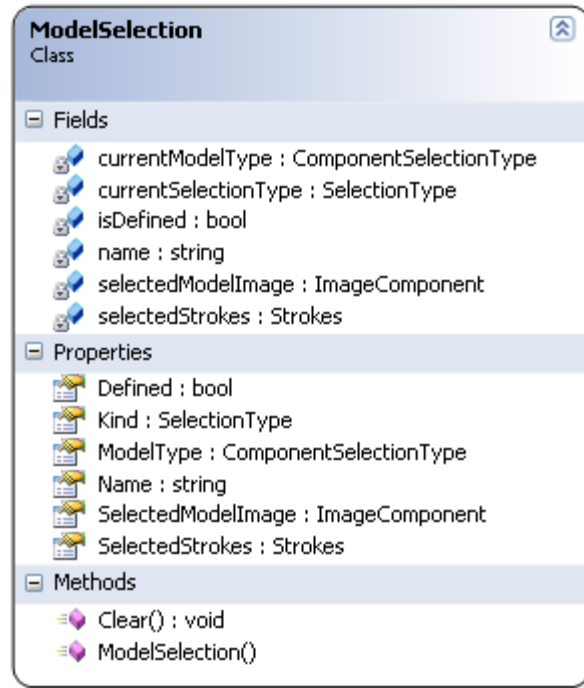 ModelSelection
Class
Fields
currentModelType : ComponentSelectionType
currentSelectionType : SelectionType
isDefined : bool
name : string
selectedModelImage : ImageComponent
selectedStrokes : Strokes
Properties
Defined : bool
Kind : SelectionType
ModelType : ComponentSelectionType
Name : string
SelectedModelImage : ImageComponent
SelectedStrokes : Strokes
Methods
Clear() : void
ModelSelection()